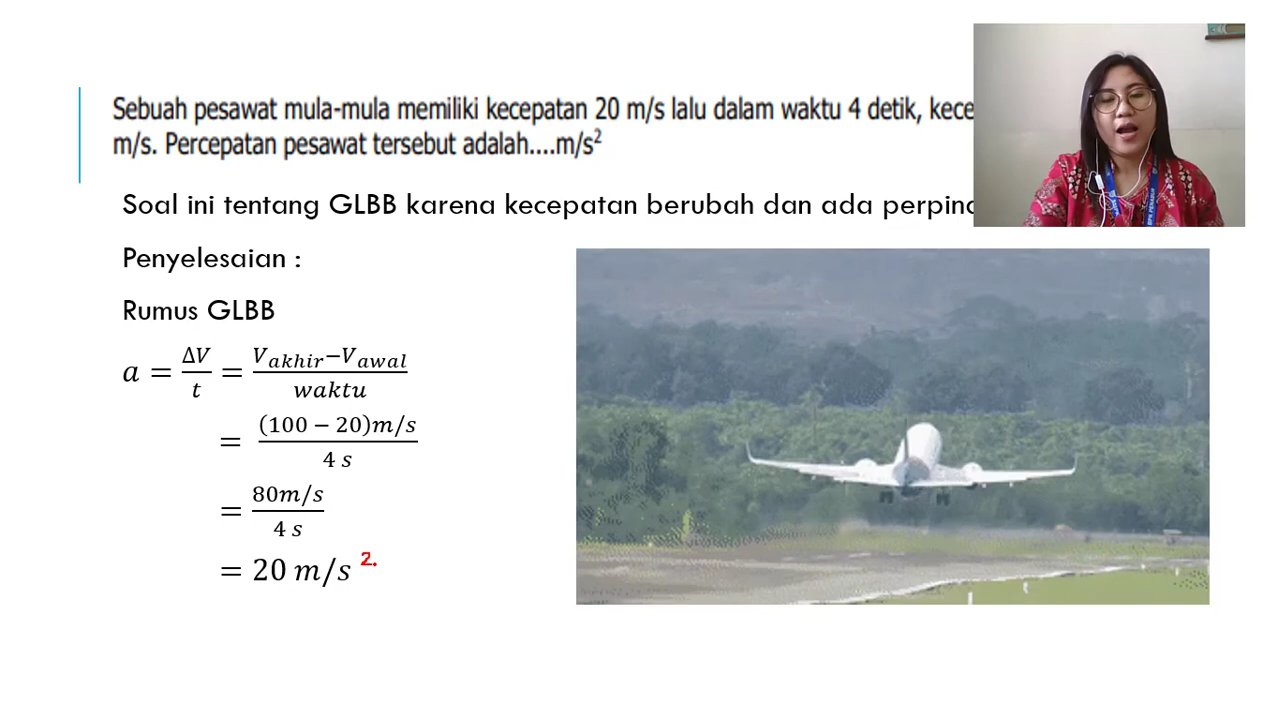 Sebuah pesawat mula-mula memiliki kecepatan 20 m/s lalu dalam waktu 4 detik,
m/s. Percepatan pesawat tersebut adalah....m/s²
Soal ini tentang GLBB karena kecepatan berubah dan ada
Penyelesaian :
Rumus GLBB
a = ΔV/t = (V_akhir − V_awal)/waktu
= (100 − 20)m/s / 4 s
= 80m/s / 4 s
= 20 m/s ².